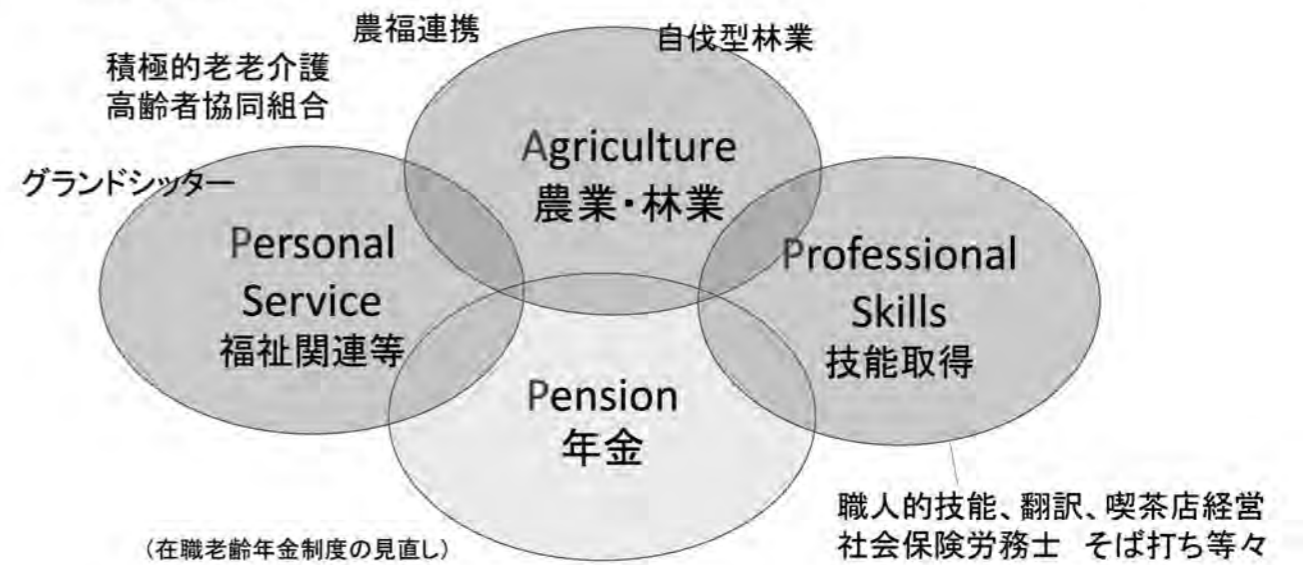 農福連携
自伐型林業
積極的老老介護
高齢者協同組合
グランドシッター
Agriculture
農業・林業
Personal
Service
福祉関連等
Professional
Skills
技能取得
Pension
年金
職人的技能、翻訳、喫茶店経営
社会保険労務士 そば打ち等々
(在職老齢年金制度の見直し)